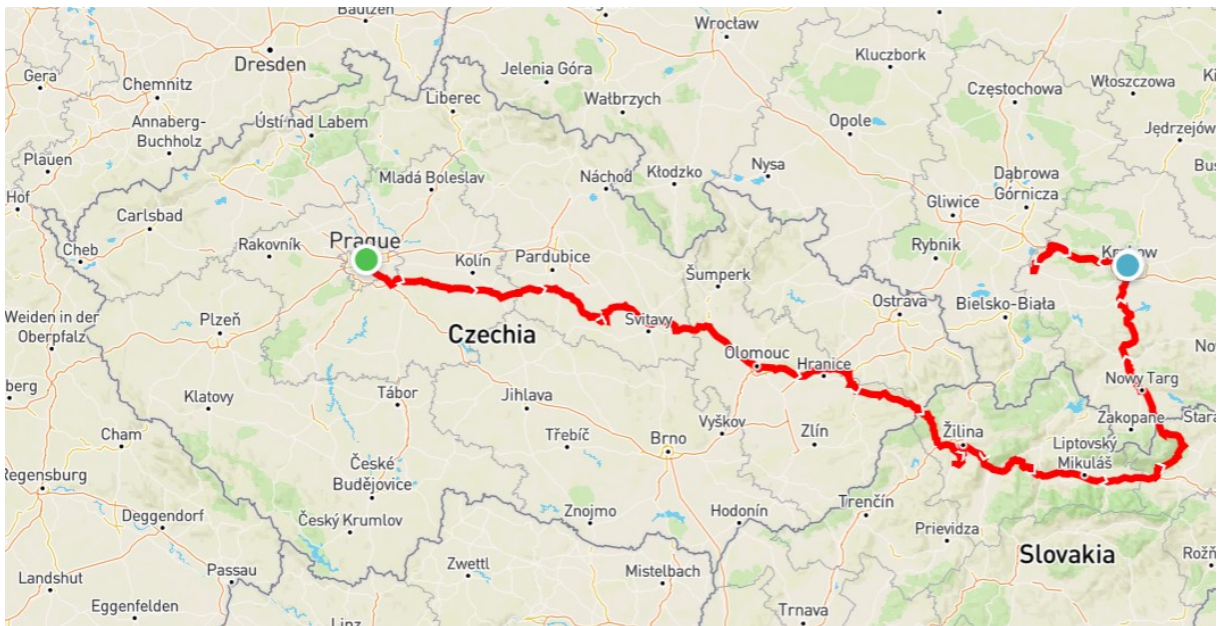 Bautzen
Wrocław
Kluczbork
Dresden
Gera
Chemnitz
Jelenia Góra
Włoszczowa
Częstochowa
Liberec
Wałbrzych
Annaberg-
Buchholz
Ústí nad Labem
Opole
Jędrzejów
Plauen
Kłodzko
Nysa
Dąbrowa
Górnicza
Mladá Boleslav
Náchod
Hof
Carlsbad
Gliwice
Cheb
Rakovník
Prague
Kolín
Pardubice
Rybnik
Krakow
Šumperk
Ostrava
Bielsko-Biała
Weiden in der
Oberpfalz
Plzeň
Czechia
Svitavy
Olomouc
Hranice
Nowy Targ
Klatovy
Tábor
Jihlava
Vyškov
Zakopane
Cham
Třebíč
Brno
Zlín
Žilina
Liptovský
Mikuláš
Regensburg
České
Budějovice
Trenčín
Deggendorf
Český Krumlov
Znojmo
Hodonín
Prievidza
Slovakia
Landshut
Passau
Zwettl
Mistelbach
Eggenfelden
Linz
Trnava